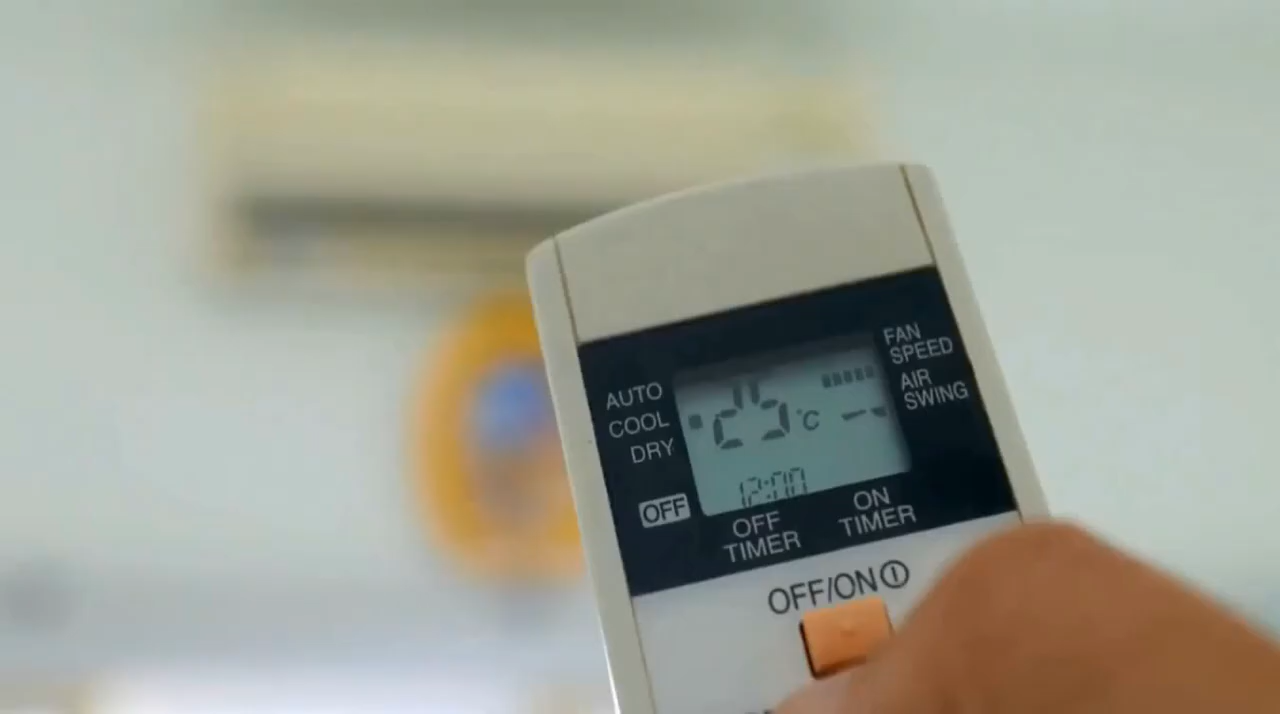 FAN
SPEED
AIR
SWING
AUTO
COOL
DRY
25°C
12:00
OFF
OFF
TIMER
ON
TIMER
OFF/ON